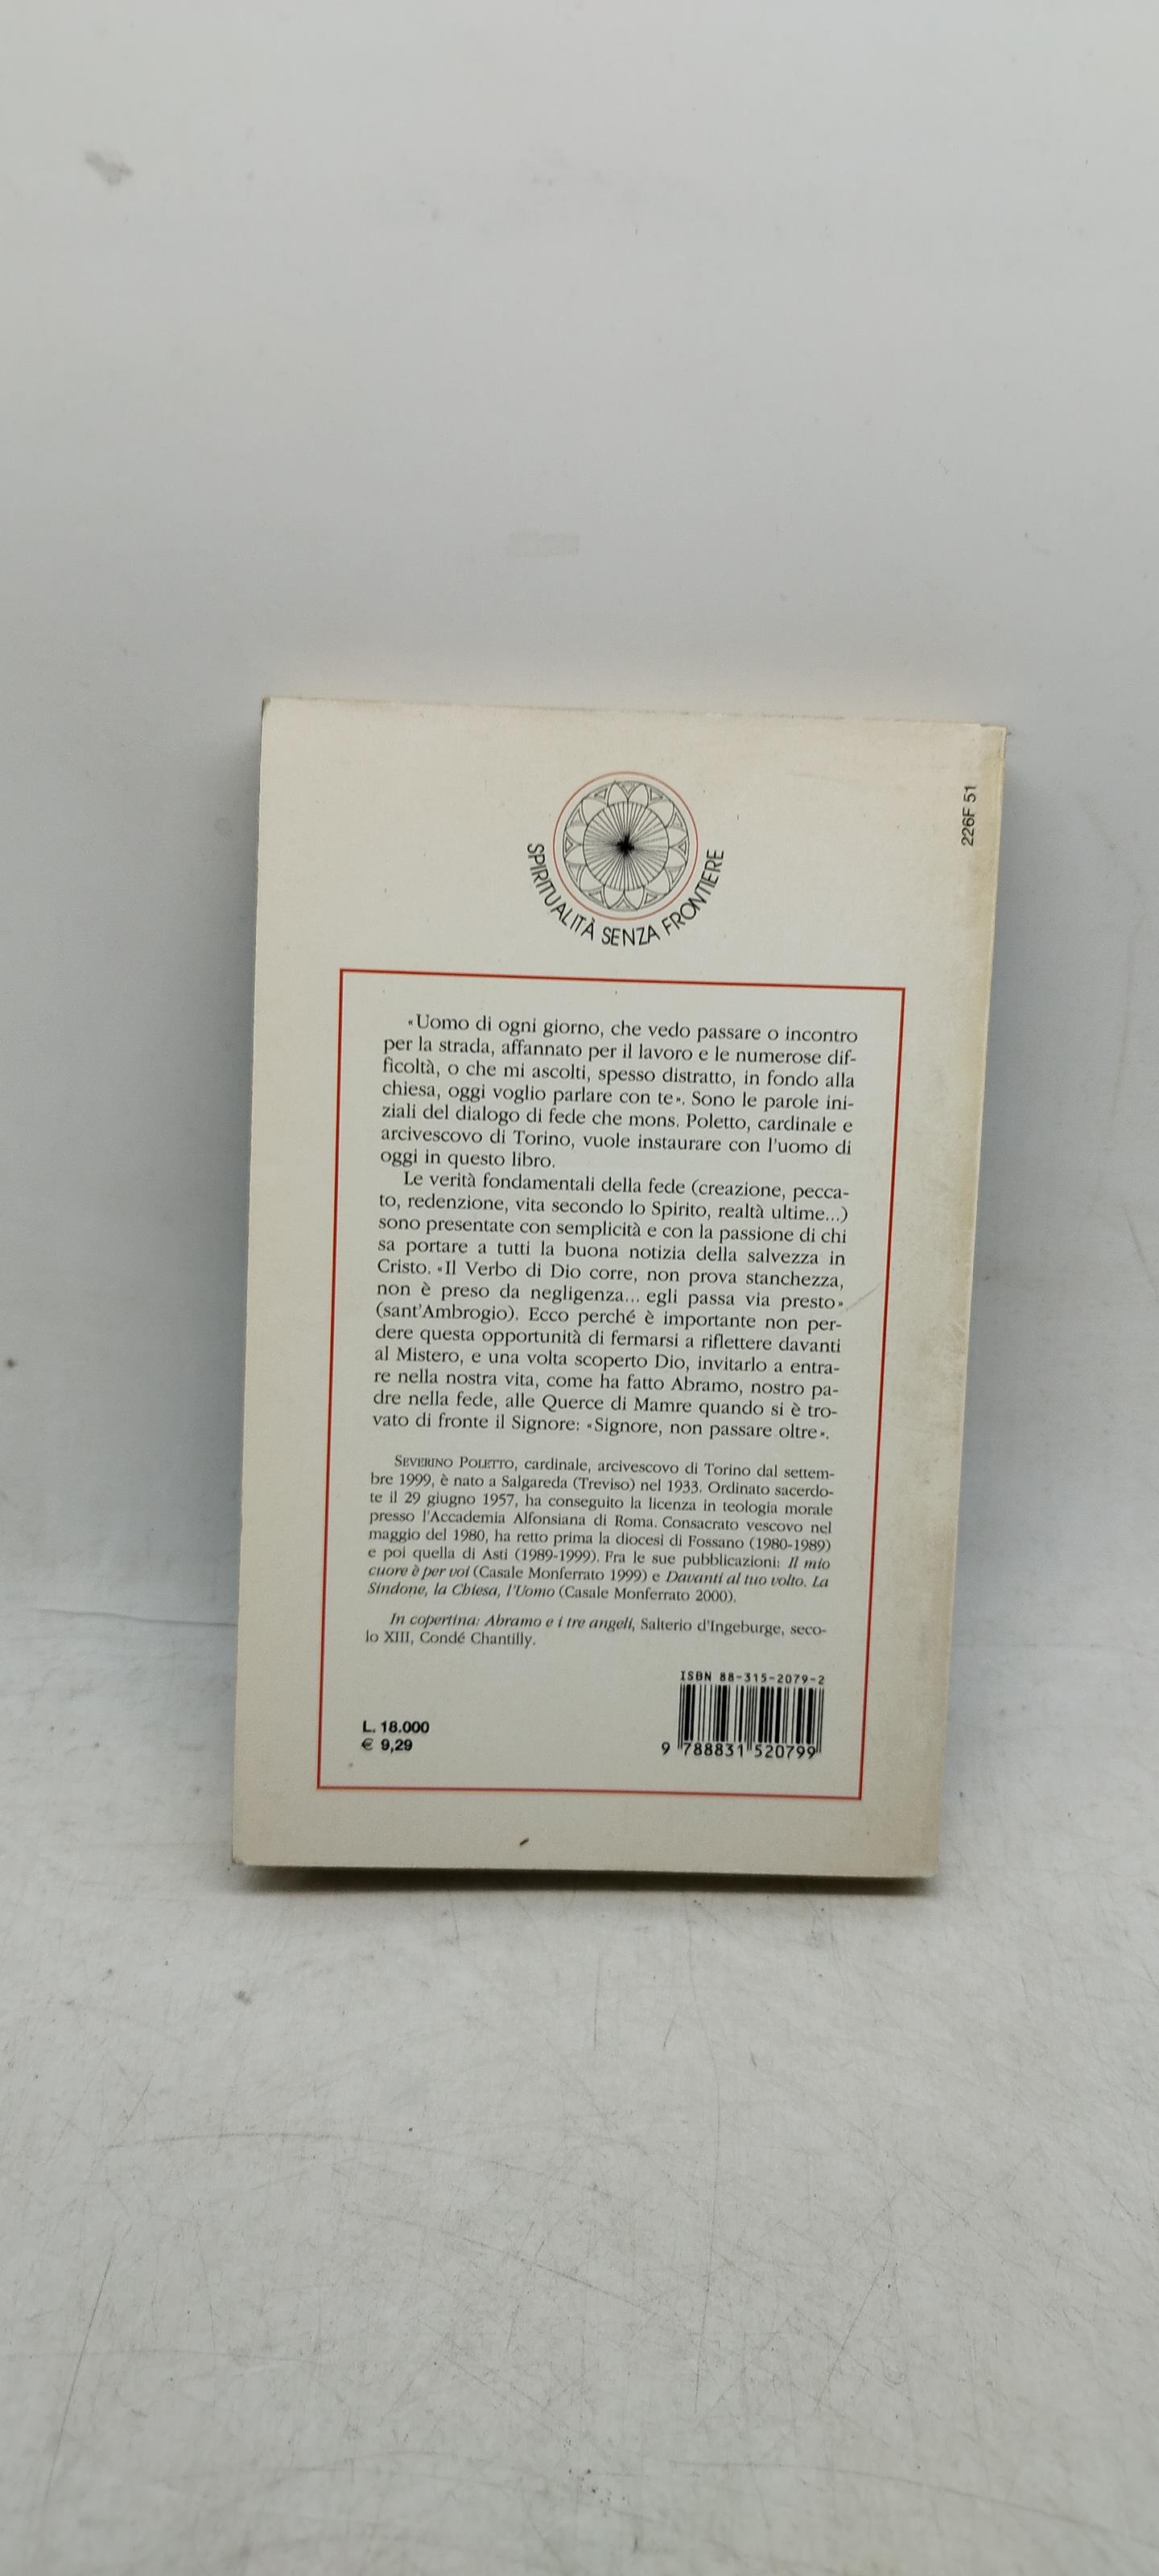 226F 51
SPIRITUALITÀ SENZA FRONTIERE
«Uomo di ogni giorno, che vedo passare o incontro
per la strada, affannato per il lavoro e le numerose dif-
ficoltà, o che mi ascolti, spesso distratto, in fondo alla
chiesa, oggi voglio parlare con te». Sono le parole ini-
ziali del dialogo di fede che mons. Poletto, cardinale e
arcivescovo di Torino, vuole instaurare con l'uomo di
oggi in questo libro.
Le verità fondamentali della fede (creazione, pecca-
to, redenzione, vita secondo lo Spirito, realtà ultime...)
sono presentate con semplicità e con la passione di chi
sa portare a tutti la buona notizia della salvezza in
Cristo. «Il Verbo di Dio corre, non prova stanchezza,
non è preso da negligenza... egli passa via presto»
(sant'Ambrogio). Ecco perché è importante non per-
dere questa opportunità di fermarsi a riflettere davanti
al Mistero, e una volta scoperto Dio, invitarlo a entra-
re nella nostra vita, come ha fatto Abramo, nostro pa-
dre nella fede, alle Querce di Mamre quando si è tro-
vato di fronte il Signore: «Signore, non passare oltre».
SEVERINO POLETTO, cardinale, arcivescovo di Torino dal settem-
bre 1999, è nato a Salgareda (Treviso) nel 1933. Ordinato sacerdo-
te il 29 giugno 1957, ha conseguito la licenza in teologia morale
presso l'Accademia Alfonsiana di Roma. Consacrato vescovo nel
maggio del 1980, ha retto prima la diocesi di Fossano (1980-1989)
e poi quella di Asti (1989-1999). Fra le sue pubblicazioni: Il mio
cuore è per voi (Casale Monferrato 1999) e Davanti al tuo volto. La
Sindone, la Chiesa, l'Uomo (Casale Monferrato 2000).
In copertina: Abramo e i tre angeli, Salterio d'Ingeburge, seco-
lo XIII, Condé Chantilly.
ISBN 88-315-2079-2
L. 18.000
€ 9,29
9 788831 520799